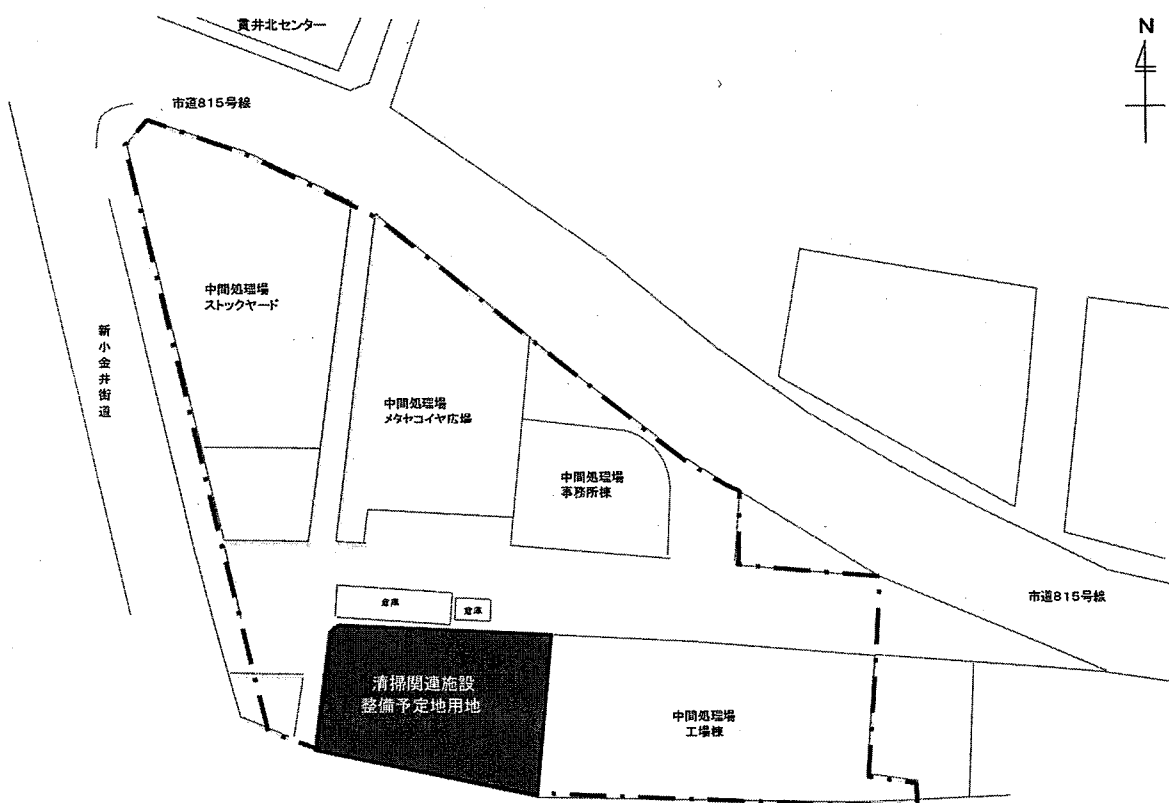 貫井北センター
N
市道815号線
中間処理場
ストックヤード
新小金井街道
中間処理場
メタセコイヤ広場
中間処理場
事務所棟
市道815号線
倉庫
倉庫
清掃関連施設
整備予定地用地
中間処理場
工場棟